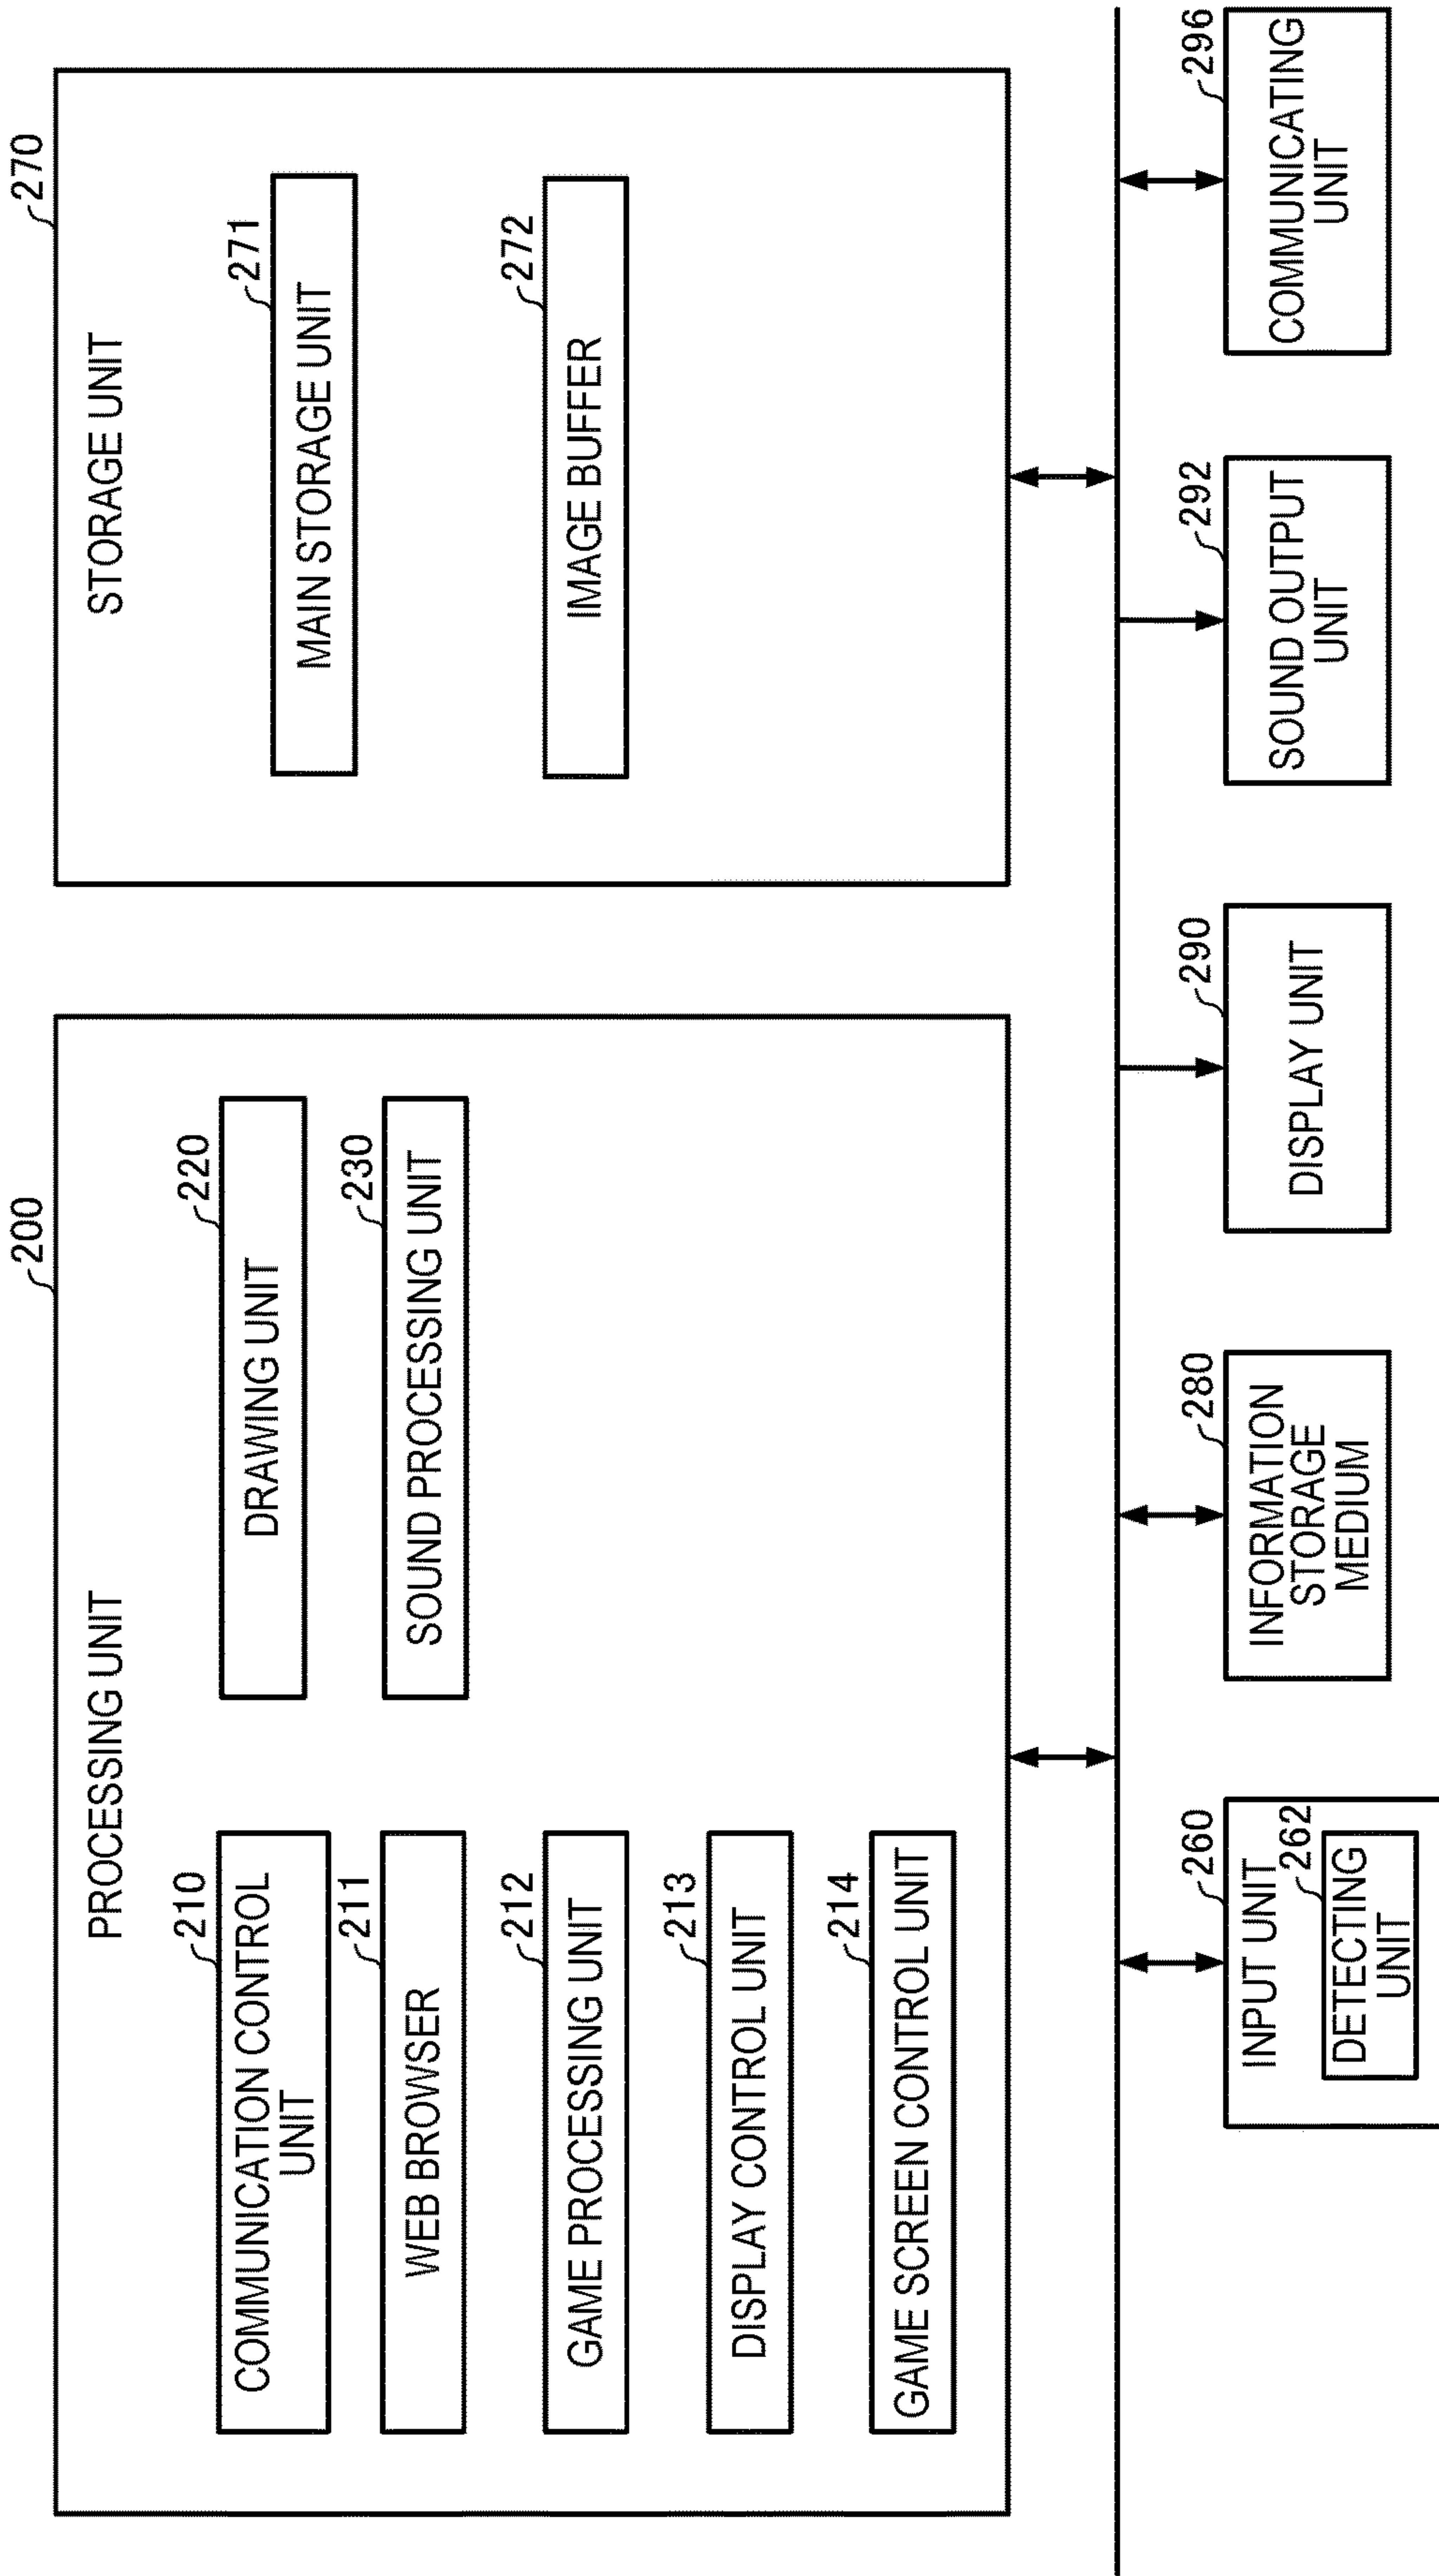 200
PROCESSING UNIT
210
COMMUNICATION CONTROL
UNIT
211
WEB BROWSER
212
GAME PROCESSING UNIT
213
DISPLAY CONTROL UNIT
214
GAME SCREEN CONTROL UNIT
220
DRAWING UNIT
230
SOUND PROCESSING UNIT
270
STORAGE UNIT
271
MAIN STORAGE UNIT
272
IMAGE BUFFER
260
INPUT UNIT
262
DETECTING
UNIT
280
INFORMATION
STORAGE
MEDIUM
290
DISPLAY UNIT
292
SOUND OUTPUT
UNIT
296
COMMUNICATING
UNIT